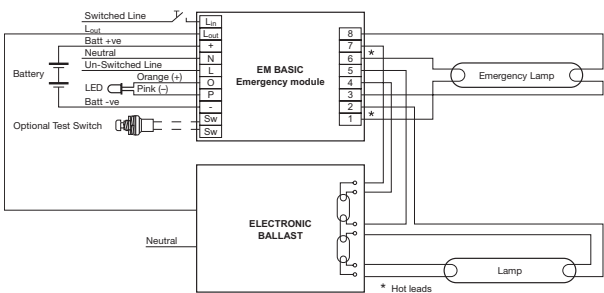 Switched Line
Lin
Lout
Lout
Batt +ve
+
Neutral
N
Un-Switched Line
L
Orange (+)
O
LED
Pink (–)
P
Battery
Batt -ve
-
Optional Test Switch
Sw
Sw
EM BASIC
Emergency module
8
7
*
6
5
4
3
2
*
1
Emergency Lamp
ELECTRONIC
BALLAST
Neutral
Lamp
* Hot leads